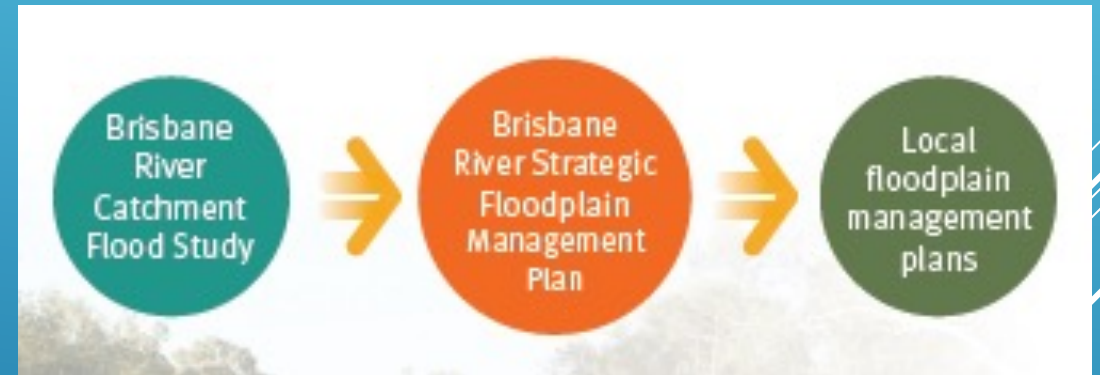 Brisbane
River
Catchment
Flood Study
Brisbane
River Strategic
Floodplain
Management
Plan
Local
floodplain
management
plans